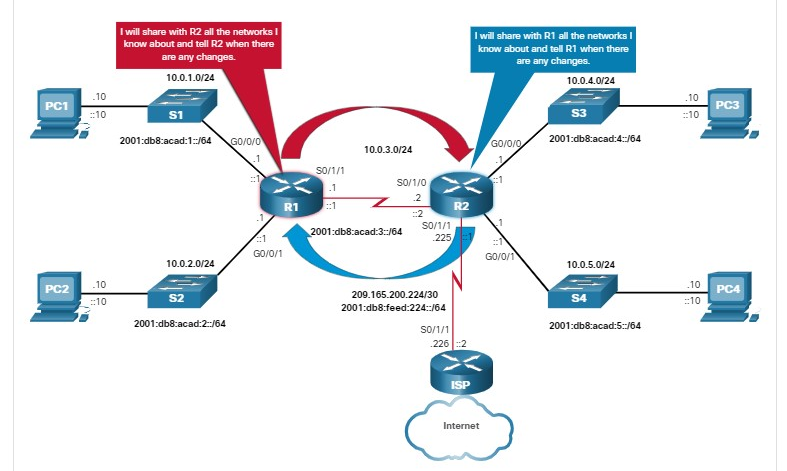 I will share with R2 all the networks I
know about and tell R2 when there
are any changes.
I will share with R1 all the networks I
know about and tell R1 when there
are any changes.
10.0.1.0/24
10.0.4.0/24
PC1
.10
::10
S1
S3
.10
::10
PC3
2001:db8:acad:1::/64
G0/0/0
10.0.3.0/24
G0/0/0
2001:db8:acad:4::/64
.1
::1
S0/1/1
.1
::1
R1
S0/1/0
.2
::2
R2
.1
::1
2001:db8:acad:3::/64
S0/1/1
.225
::1
.1
::1
G0/0/1
.1
::1
G0/0/1
10.0.2.0/24
10.0.5.0/24
PC2
.10
::10
S2
S4
.10
::10
PC4
2001:db8:acad:2::/64
209.165.200.224/30
2001:db8:feed:224::/64
2001:db8:acad:5::/64
S0/1/1
.226
::2
ISP
Internet